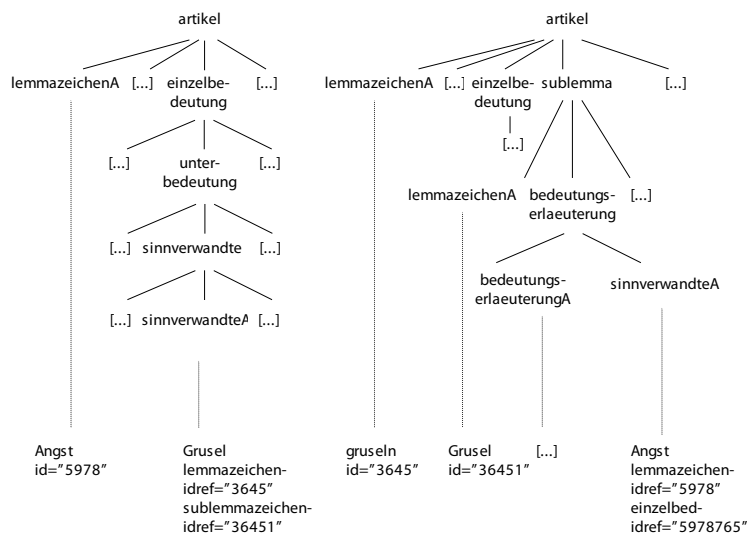 artikel
artikel
lemmazeichenA [...] einzelbe-
deutung [...]
lemmazeichenA [...] einzelbe-
deutung sublemma [...]
[...] unter-
bedeutung [...]
[...]
lemmazeichenA bedeutungs-
erlaeuterung [...]
[...] sinnverwandte [...]
bedeutungs-
erlaeuterungA sinnverwandteA
[...] sinnverwandteA [...]
Angst
id="5978"
Grusel
lemmazeichen-
idref="3645"
sublemmazeichen-
idref="36451"
gruseln
id="3645"
Grusel
id="36451"
[...]
Angst
lemmazeichen-
idref="5978"
einzelbed-
idref="5978765"